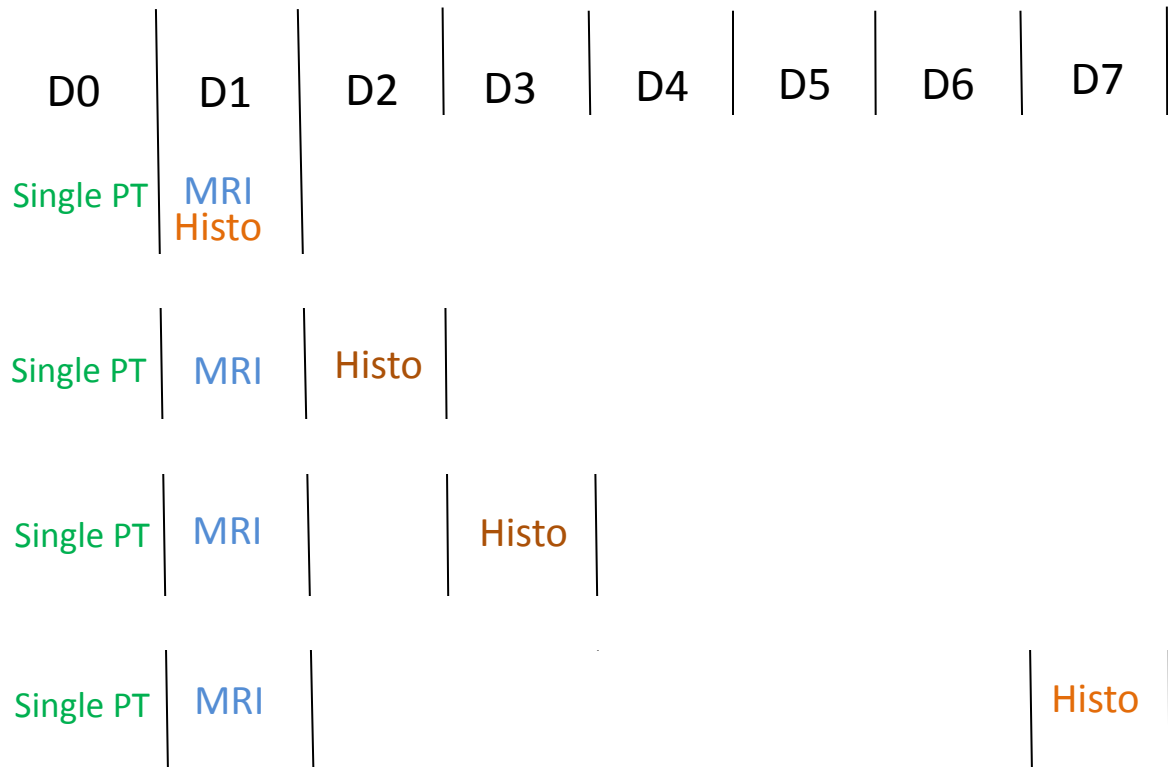 D0 D1 D2 D3 D4 D5 D6 D7
Single PT MRI
Histo
Single PT MRI Histo
Single PT MRI Histo
Single PT MRI Histo